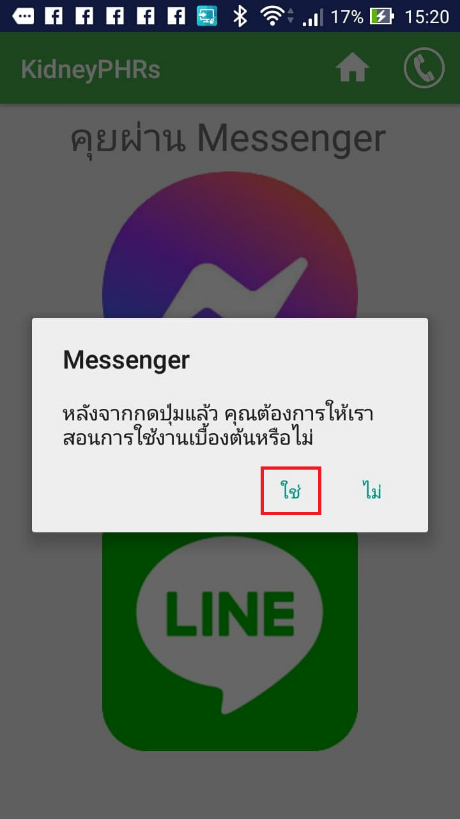 17% 15:20
KidneyPHRs
คุยผ่าน Messenger
Messenger
หลังจากกดปุ่มแล้ว คุณต้องการให้เรา
สอนการใช้งานเบื้องต้นหรือไม่
ใช่ ไม่
LINE